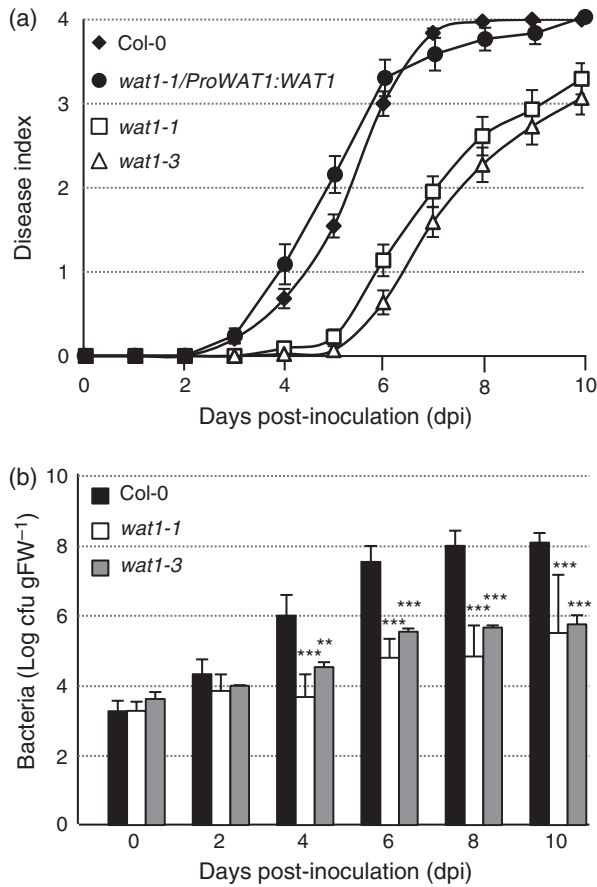 (a)
4
3
2
1
0
Disease index
Col-0
wat1-1/ProWAT1:WAT1
wat1-1
wat1-3
0 2 4 6 8 10
Days post-inoculation (dpi)
(b)
10
8
6
4
2
0
Bacteria (Log cfu gFW⁻¹)
Col-0
wat1-1
wat1-3
*** ** *** *** *** *** *** ***
0 2 4 6 8 10
Days post-inoculation (dpi)